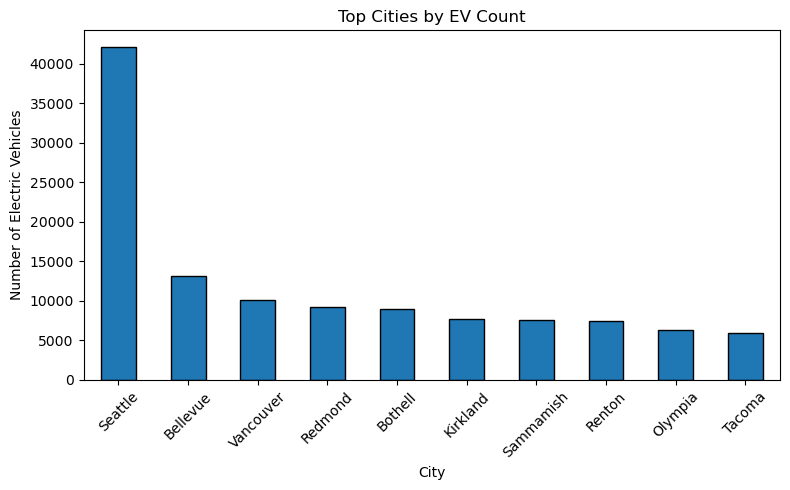 Top Cities by EV Count
Number of Electric Vehicles
40000
35000
30000
25000
20000
15000
10000
5000
0
Seattle
Bellevue
Vancouver
Redmond
Bothell
Kirkland
Sammamish
Renton
Olympia
Tacoma
City